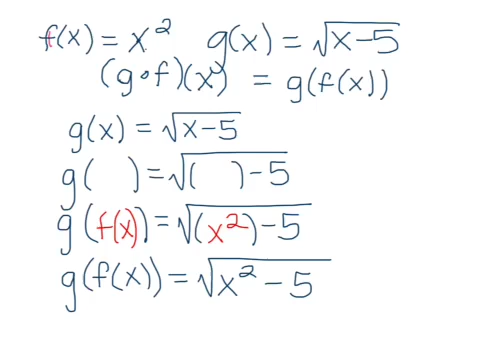 f(x) = x² g(x) = √(x-5)
(g∘f)(x) = g(f(x))
g(x) = √(x-5)
g( ) = √(( )-5)
g(f(x)) = √((x²)-5)
g(f(x)) = √(x²-5)